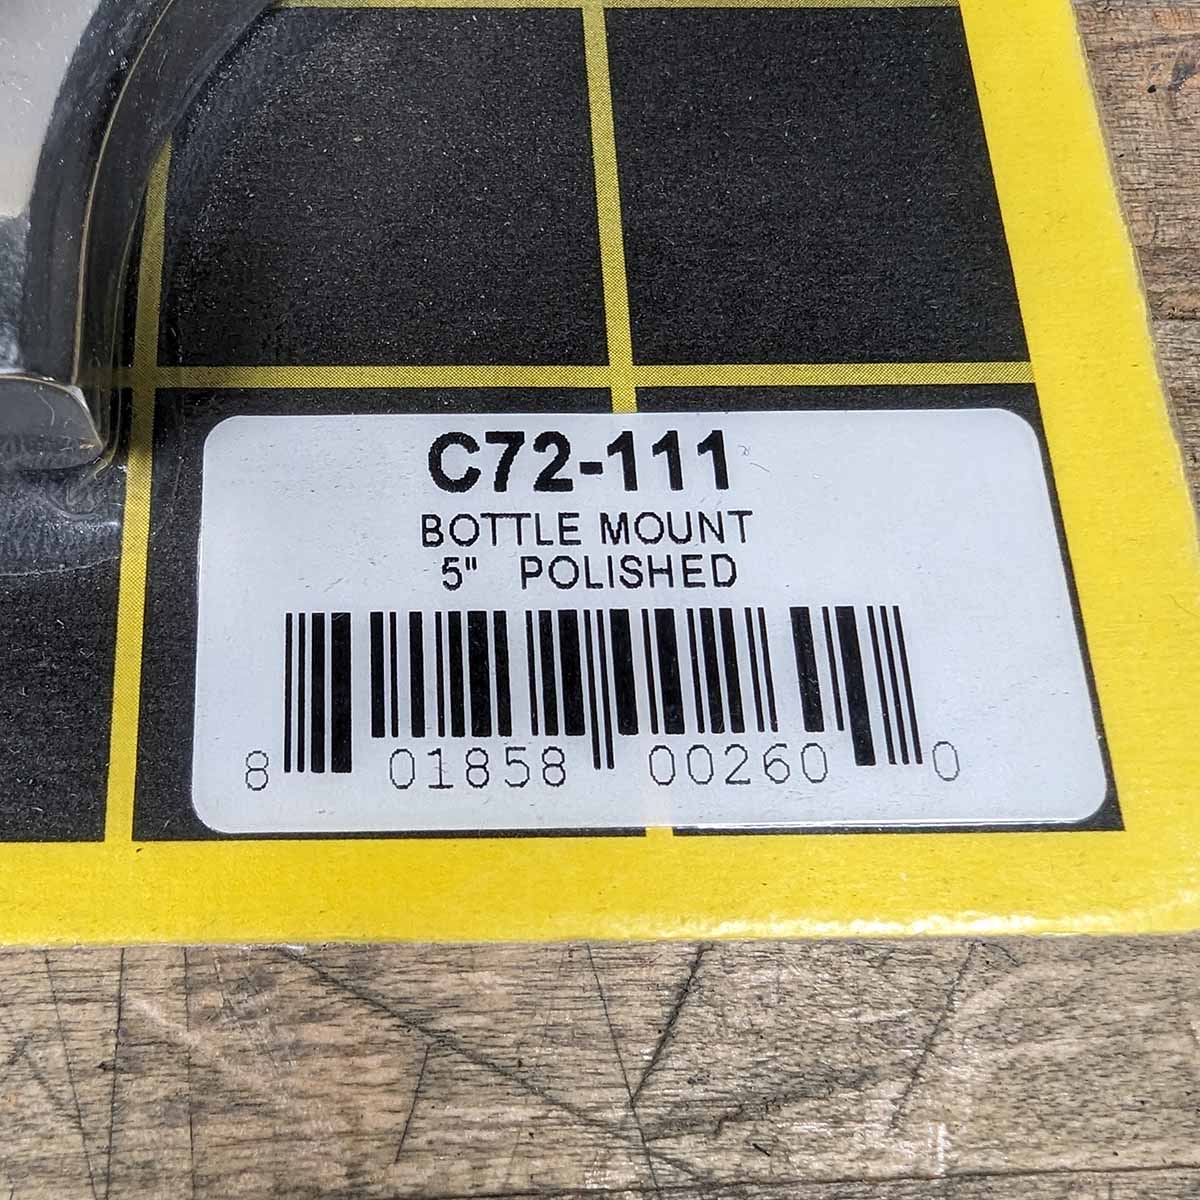 C72-111
BOTTLE MOUNT
5" POLISHED
8 01858 00260 0